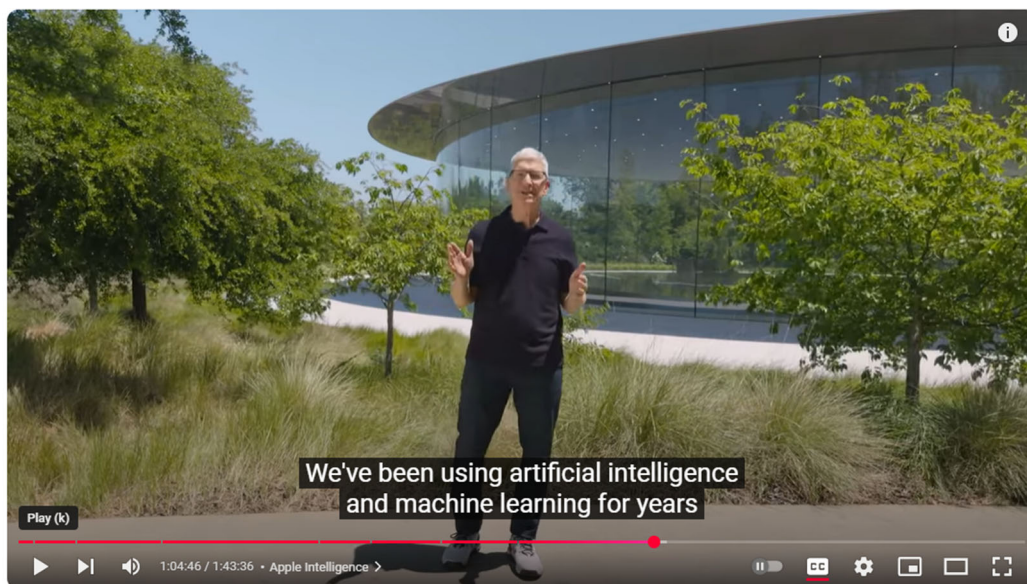 We've been using artificial intelligence
and machine learning for years
Play (k)
1:04:46 / 1:43:36 • Apple Intelligence >
CC